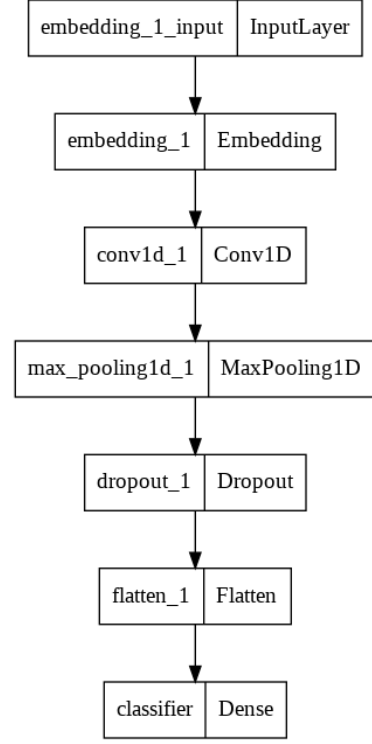 embedding_1_input InputLayer
embedding_1 Embedding
conv1d_1 Conv1D
max_pooling1d_1 MaxPooling1D
dropout_1 Dropout
flatten_1 Flatten
classifier Dense